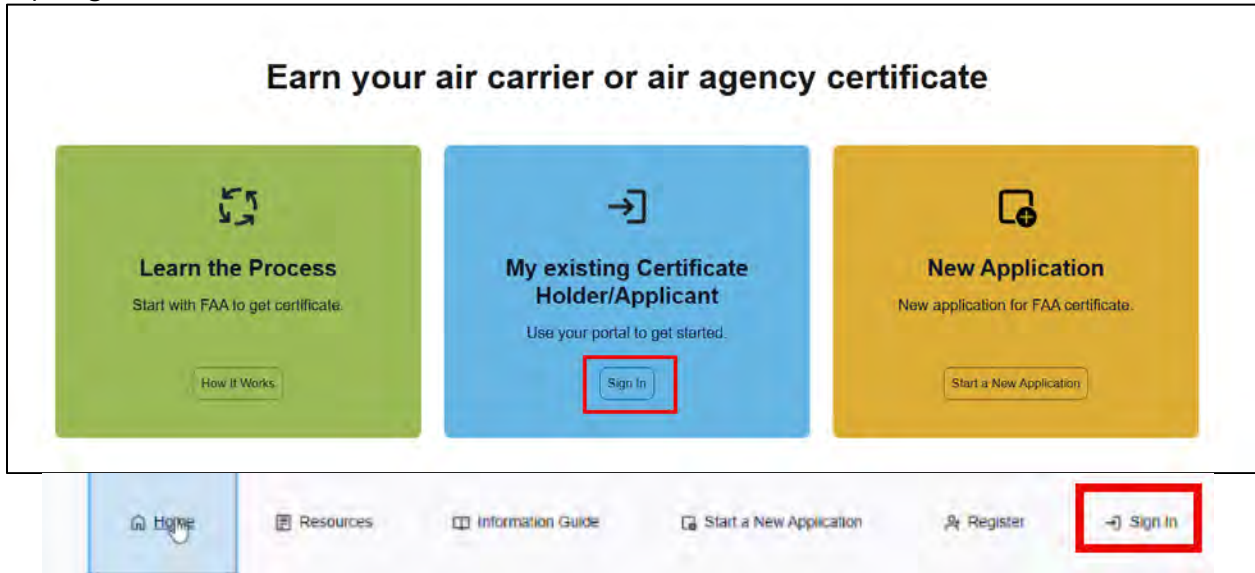 Earn your air carrier or air agency certificate
Learn the Process
Start with FAA to get certificate.
How It Works
My existing Certificate
Holder/Applicant
Use your portal to get started.
Sign In
New Application
New application for FAA certificate.
Start a New Application
Home
Resources
Information Guide
Start a New Application
Register
Sign In